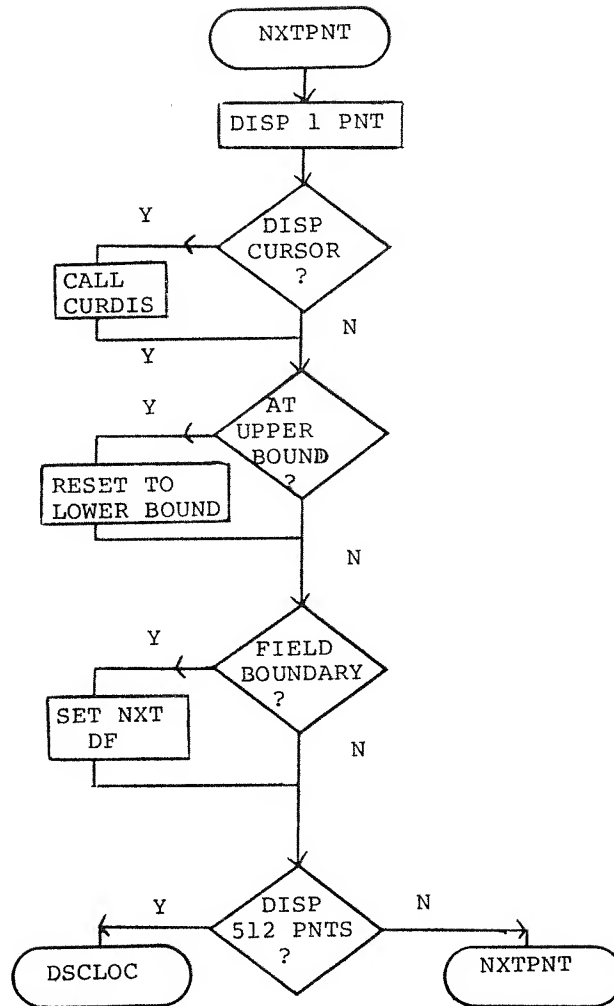 NXTPNT
DISP 1 PNT
Y
DISP
CURSOR
?
CALL
CURDIS
N
Y
Y
AT
UPPER
BOUND
?
RESET TO
LOWER BOUND
N
Y
FIELD
BOUNDARY
?
SET NXT
DF
N
Y
DISP
512 PNTS
?
N
DSCLOC
NXTPNT